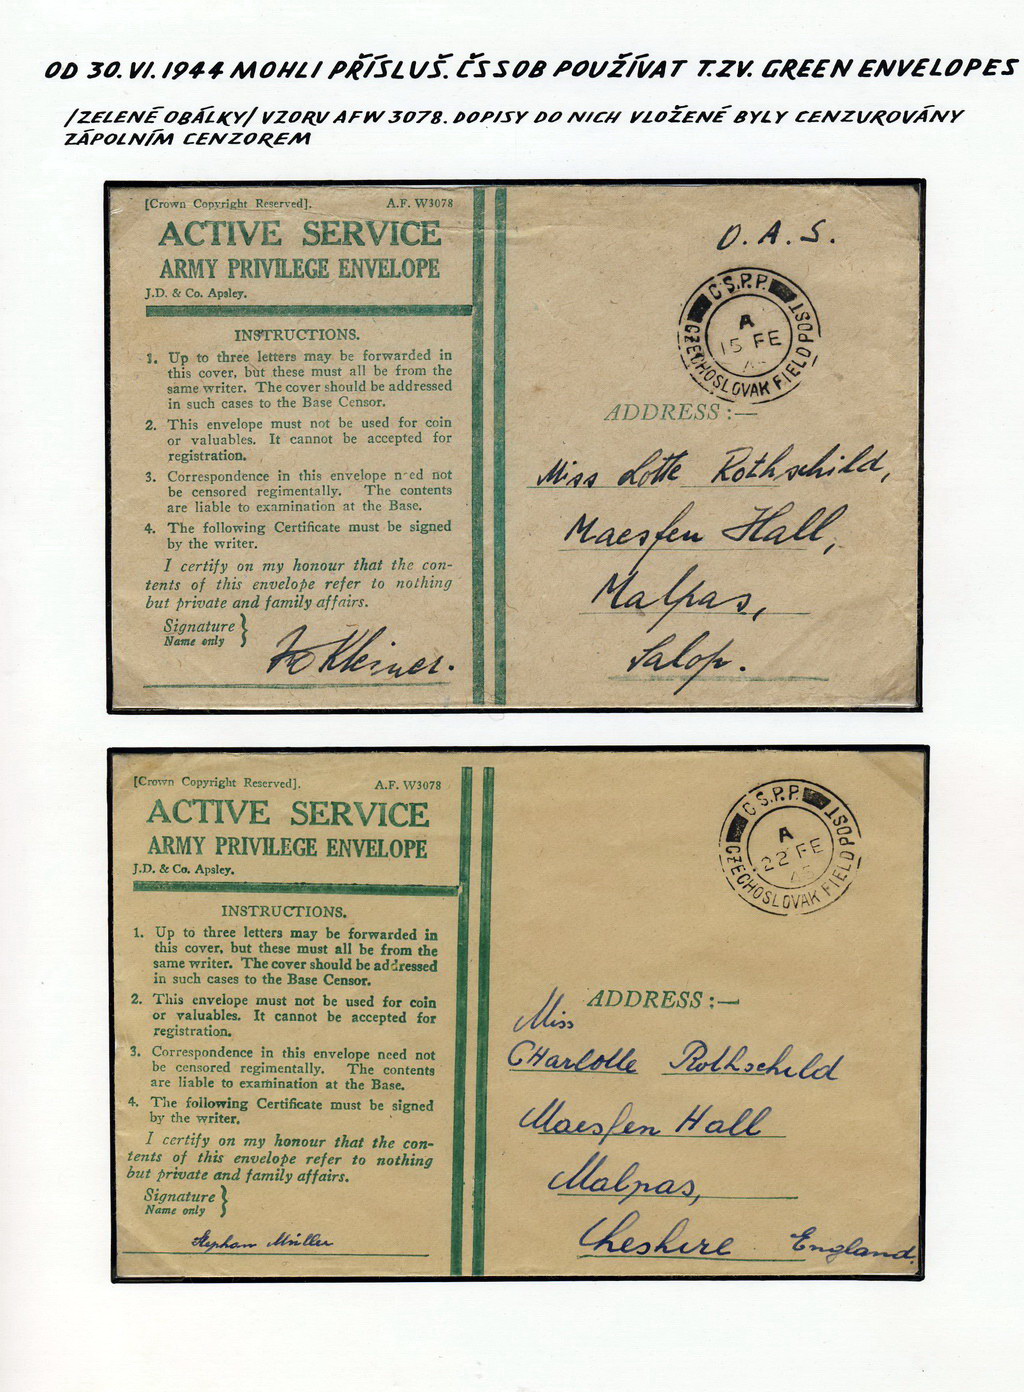 OD 30. VI. 1944 MOHLI PŘÍSLUŠ. ČSSOB POUŽÍVAT T.ZV. GREEN ENVELOPES
/ZELENÉ OBÁLKY/ VZORU AFW 3078. DOPISY DO NICH VLOŽENÉ BYLY CENZUROVÁNY
ZÁPOLNÍM CENZOREM
[Crown Copyright Reserved]. A.F. W3078
ACTIVE SERVICE
ARMY PRIVILEGE ENVELOPE
J.D. & Co. Apsley.
INSTRUCTIONS.
1. Up to three letters may be forwarded in
this cover, but these must all be from the
same writer. The cover should be addressed
in such cases to the Base Censor.
2. This envelope must not be used for coin
or valuables. It cannot be accepted for
registration.
3. Correspondence in this envelope need not
be censored regimentally. The contents
are liable to examination at the Base.
4. The following Certificate must be signed
by the writer.
I certify on my honour that the con-
tents of this envelope refer to nothing
but private and family affairs.
Signature }
Name only
Kleiner.
O.A.S.
C S.P.P.
A
15 FE
CZECHOSLOVAK FIELD POST
ADDRESS :—
Miss Lotte Rothschild,
Maesfen Hall,
Malpas,
Salop.
[Crown Copyright Reserved]. A.F. W3078
ACTIVE SERVICE
ARMY PRIVILEGE ENVELOPE
J.D. & Co. Apsley.
INSTRUCTIONS.
1. Up to three letters may be forwarded in
this cover, but these must all be from the
same writer. The cover should be addressed
in such cases to the Base Censor.
2. This envelope must not be used for coin
or valuables. It cannot be accepted for
registration.
3. Correspondence in this envelope need not
be censored regimentally. The contents
are liable to examination at the Base.
4. The following Certificate must be signed
by the writer.
I certify on my honour that the con-
tents of this envelope refer to nothing
but private and family affairs.
Signature }
Name only
Stephan Müller
C S.P.P.
A
22 FE
45
CZECHOSLOVAK FIELD POST
ADDRESS :—
Miss
CHarlotte Rothschild
Maesfen Hall
Malpas,
Cheshire England.